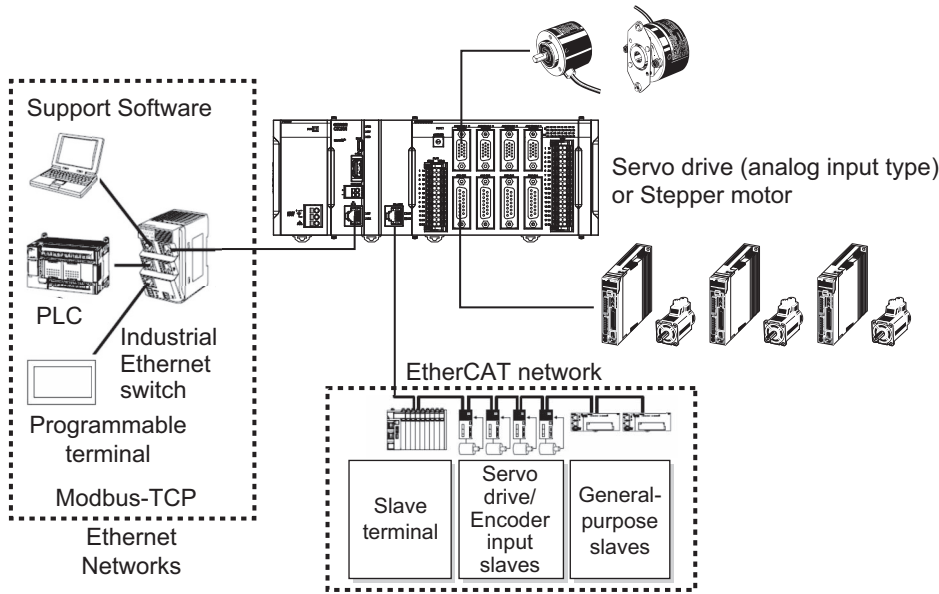 Support Software
PLC
Industrial
Ethernet
switch
Programmable
terminal
Modbus-TCP
Ethernet
Networks
Servo drive (analog input type)
or Stepper motor
EtherCAT network
Slave
terminal
Servo
drive/
Encoder
input
slaves
General-
purpose
slaves